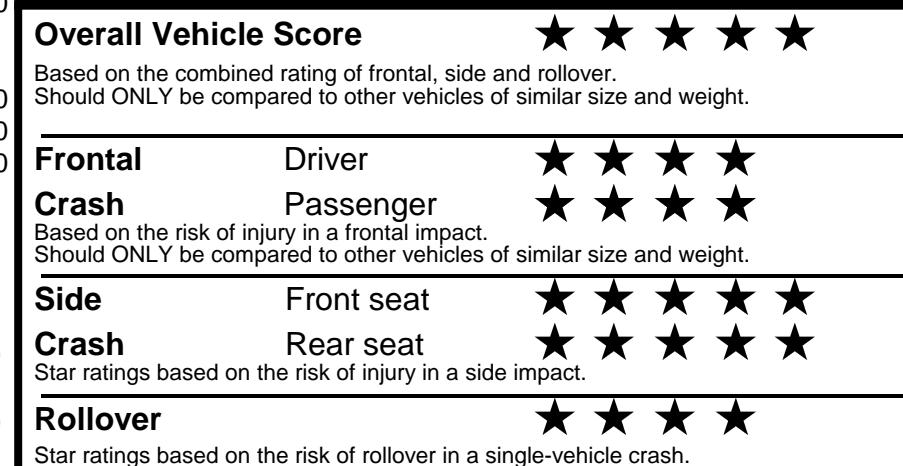 Overall Vehicle Score ★ ★ ★ ★ ★
Based on the combined rating of frontal, side and rollover.
Should ONLY be compared to other vehicles of similar size and weight.
Frontal Driver ★ ★ ★ ★
Crash Passenger ★ ★ ★ ★
Based on the risk of injury in a frontal impact.
Should ONLY be compared to other vehicles of similar size and weight.
Side Front seat ★ ★ ★ ★ ★
Crash Rear seat ★ ★ ★ ★ ★
Star ratings based on the risk of injury in a side impact.
Rollover ★ ★ ★ ★
Star ratings based on the risk of rollover in a single-vehicle crash.